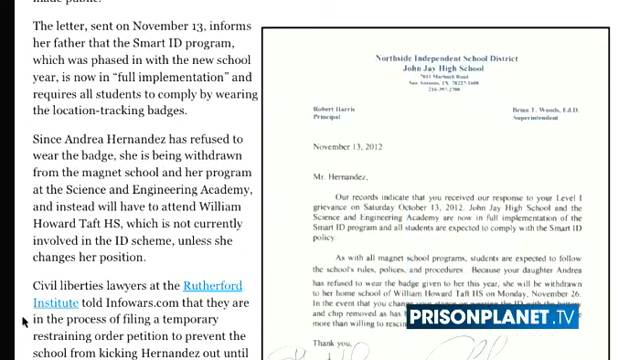 The letter, sent on November 13, informs
her father that the Smart ID program,
which was phased in with the new school
year, is now in “full implementation” and
requires all students to comply by wearing
the location-tracking badges.
Since Andrea Hernandez has refused to
wear the badge, she is being withdrawn
from the magnet school and her program
at the Science and Engineering Academy,
and instead will have to attend William
Howard Taft HS, which is not currently
involved in the ID scheme, unless she
changes her position.
Civil liberties lawyers at the Rutherford
Institute told Infowars.com that they are
in the process of filing a temporary
restraining order petition to prevent the
school from kicking Hernandez out until
Northside Independent School District
John Jay High School
7611 Marbach Road
San Antonio, TX 78227-1600
210-397-2700
Robert Harris
Principal
Brian T. Woods, Ed.D.
Superintendent
November 13, 2012
Mr. Hernandez,
Our records indicate that you received our response to your Level I
grievance on Saturday October 13, 2012. John Jay High School and the
Science and Engineering Academy are now in full implementation of the
Smart ID program and all students are expected to comply with the Smart ID
policy.
As with all magnet school programs, students are expected to follow
the school's rules, polices, and procedures. Because your daughter Andrea
has refused to wear the badge given to her this year, she will be withdrawn
to her home school of William Howard Taft HS on Monday, November 26.
In the event that you change
and chip removed as has
more than willing to rescin
Thank you,
PRISONPLANET.TV